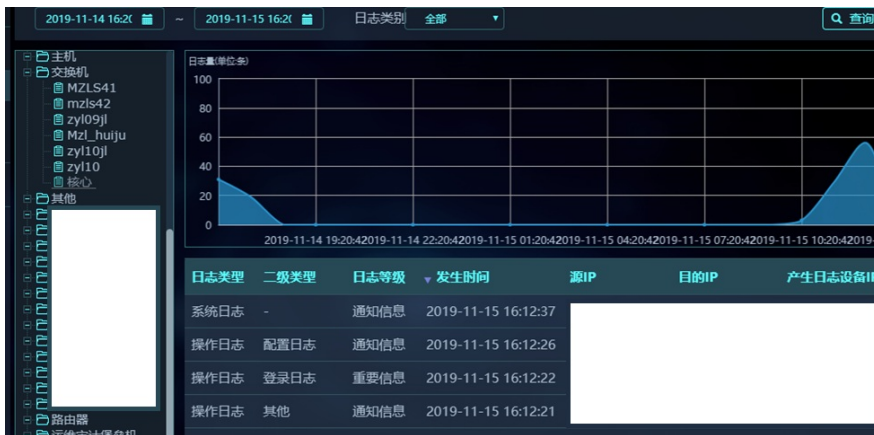 2019-11-14 16:2( ~ 2019-11-15 16:2( 日志类别 全部 查询
主机
交换机
MZLS41
mzls42
zyl09jl
Mzl_huiju
zyl10jl
zyl10
核心
其他
路由器
运维审计堡垒机
日志量(单位:条)
100
80
60
40
20
0
2019-11-14 19:20:42 2019-11-14 22:20:42 2019-11-15 01:20:42 2019-11-15 04:20:42 2019-11-15 07:20:42 2019-11-15 10:20:42 2019-
日志类型 二级类型 日志等级 发生时间 源IP 目的IP 产生日志设备I
系统日志 - 通知信息 2019-11-15 16:12:37
操作日志 配置日志 通知信息 2019-11-15 16:12:26
操作日志 登录日志 重要信息 2019-11-15 16:12:22
操作日志 其他 通知信息 2019-11-15 16:12:21